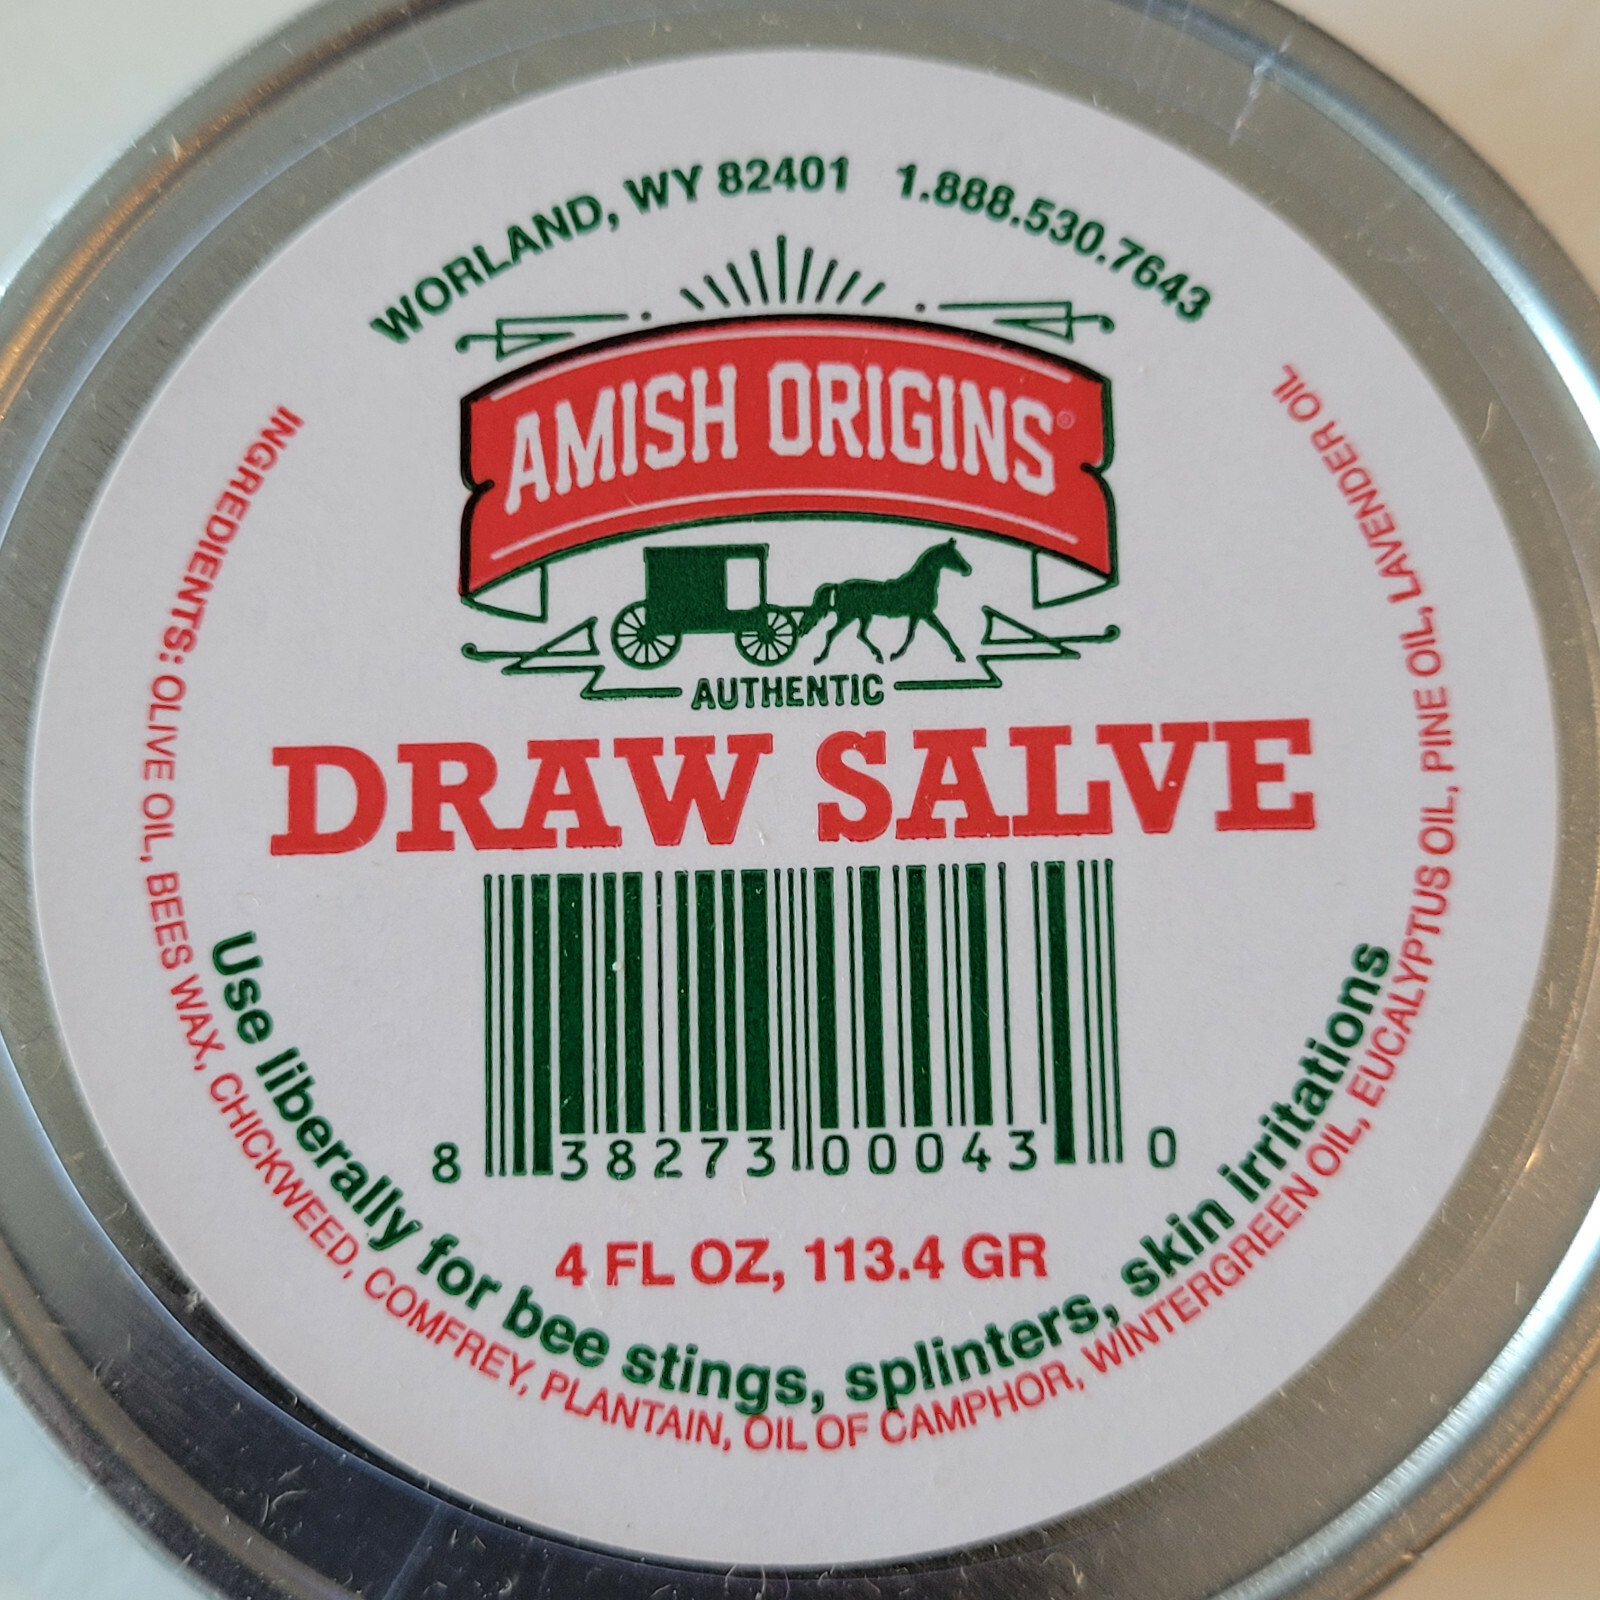 WORLAND, WY 82401 1.888.530.7643
AMISH ORIGINS®
AUTHENTIC
DRAW SALVE
8 38273 00043 0
4 FL OZ, 113.4 GR
Use liberally for bee stings, splinters, skin irritations
INGREDIENTS: OLIVE OIL, BEES WAX, CHICKWEED, COMFREY, PLANTAIN, OIL OF CAMPHOR, WINTERGREEN OIL, EUCALYPTUS OIL, PINE OIL, LAVENDER OIL